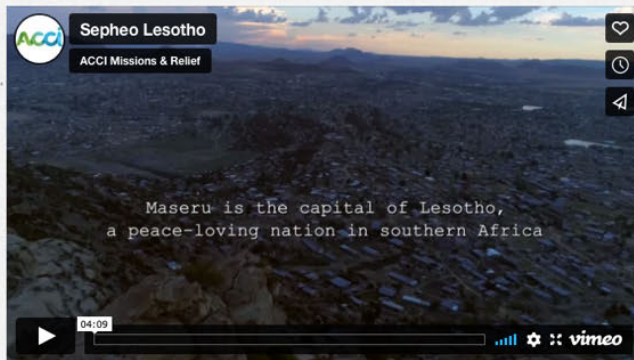 ACCI
Sepheo Lesotho
ACCI Missions & Relief
Maseru is the capital of Lesotho,
a peace-loving nation in southern Africa
04:09
vimeo